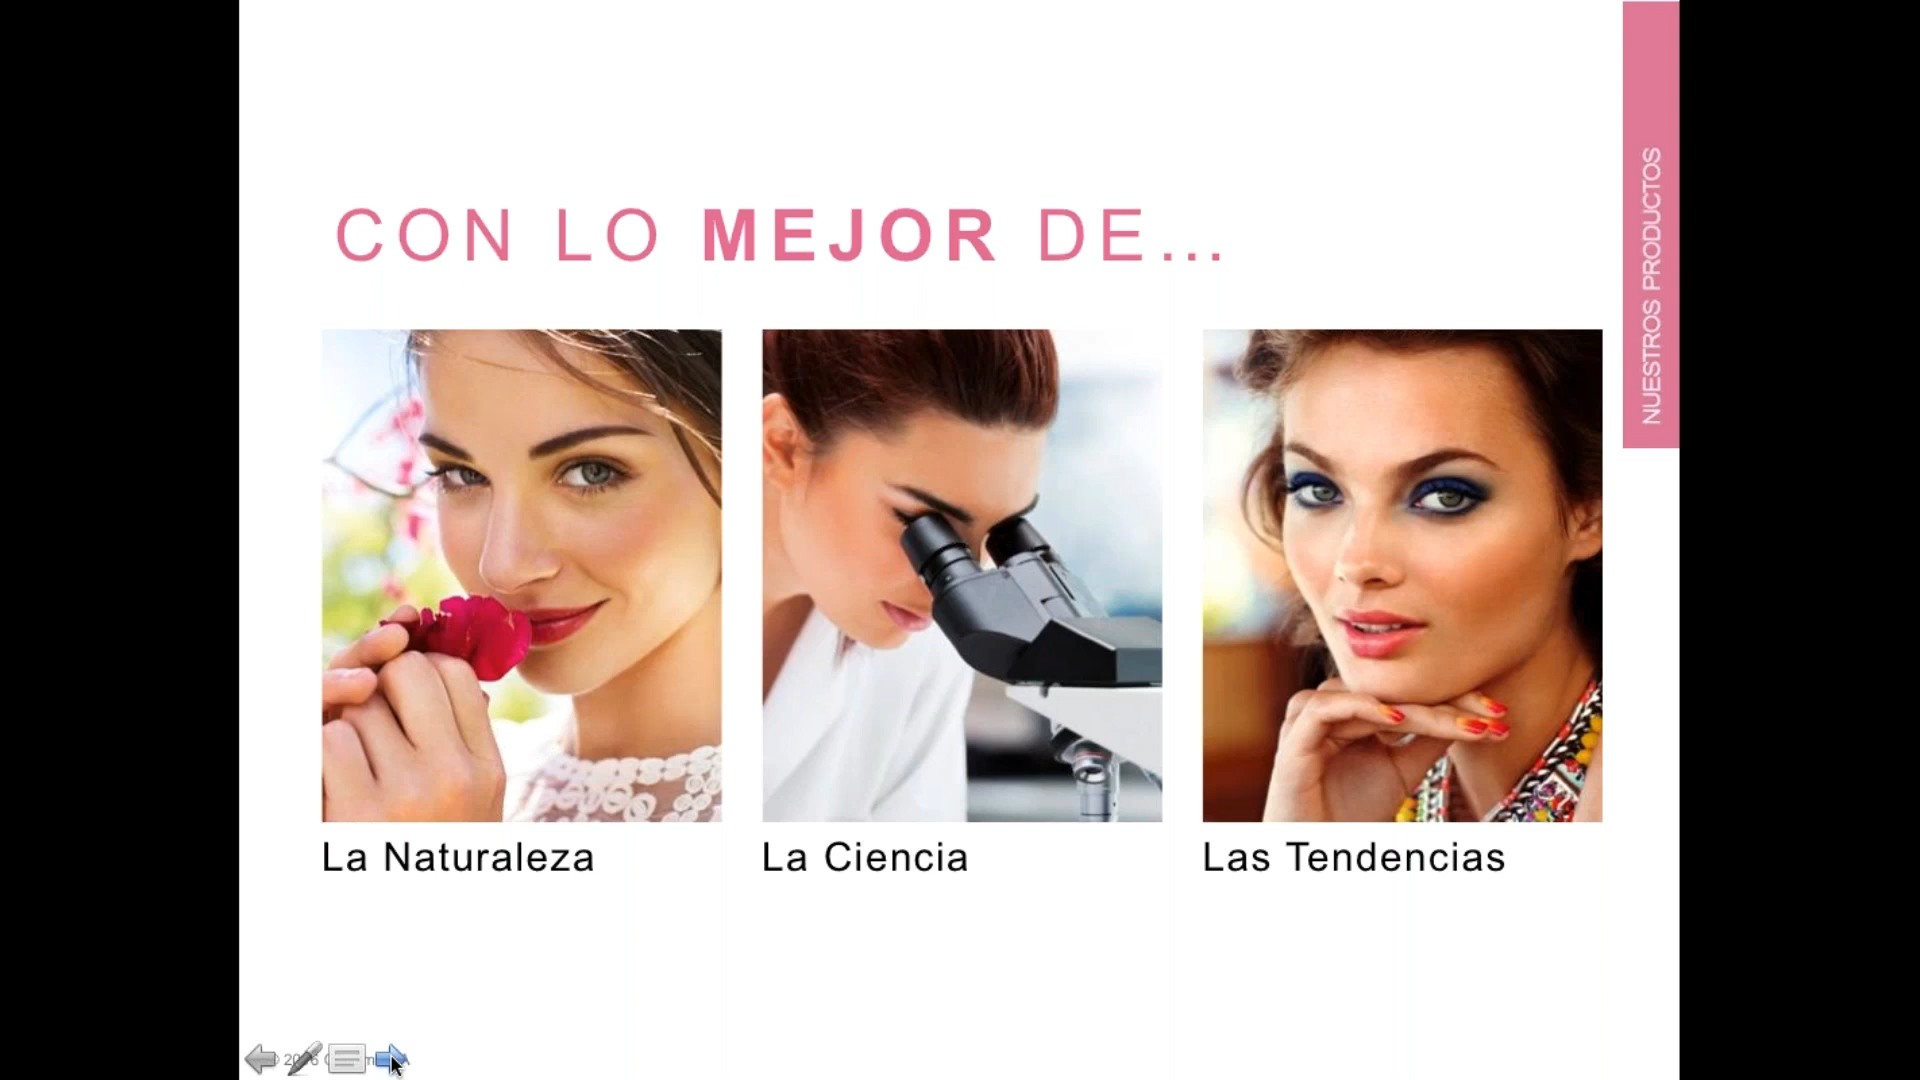 CON LO MEJOR DE...
NUESTROS PRODUCTOS
La Naturaleza
La Ciencia
Las Tendencias